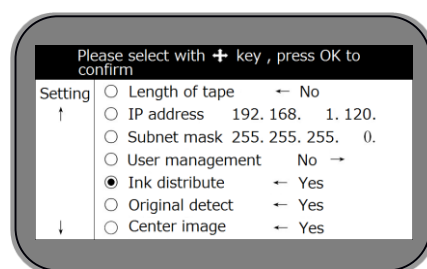 Please select with + key , press OK to
confirm
Setting
↑
↓
Length of tape ← No
IP address 192. 168. 1. 120.
Subnet mask 255. 255. 255. 0.
User management No →
Ink distribute ← Yes
Original detect ← Yes
Center image ← Yes